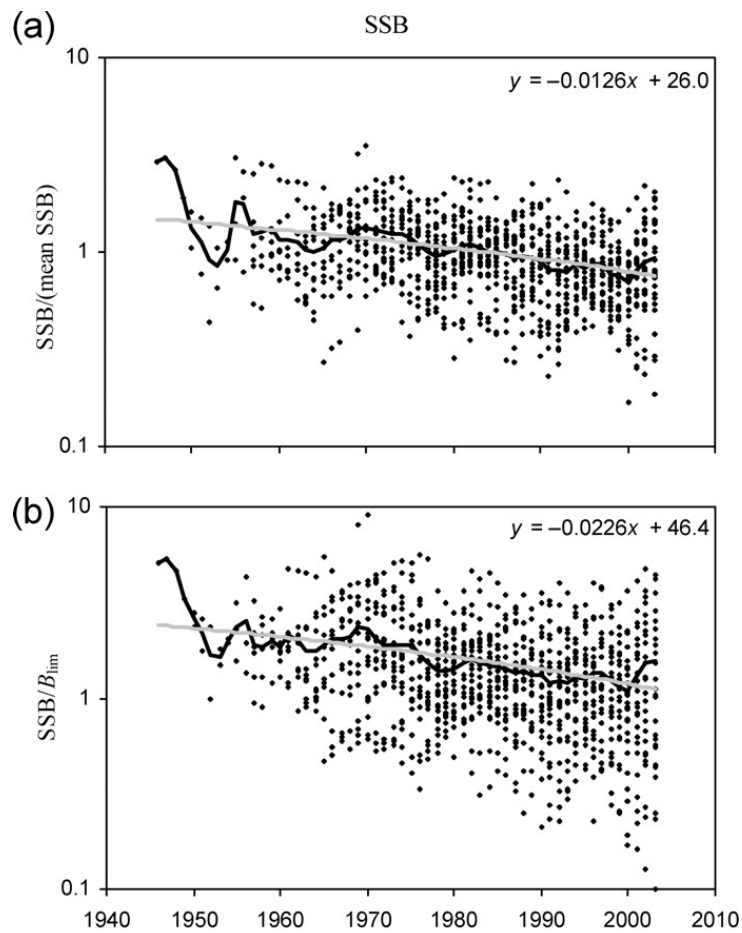 (a)
SSB
10
y = –0.0126x + 26.0
SSB/(mean SSB)
1
0.1
(b)
10
y = –0.0226x + 46.4
SSB/Blim
1
0.1
1940 1950 1960 1970 1980 1990 2000 2010